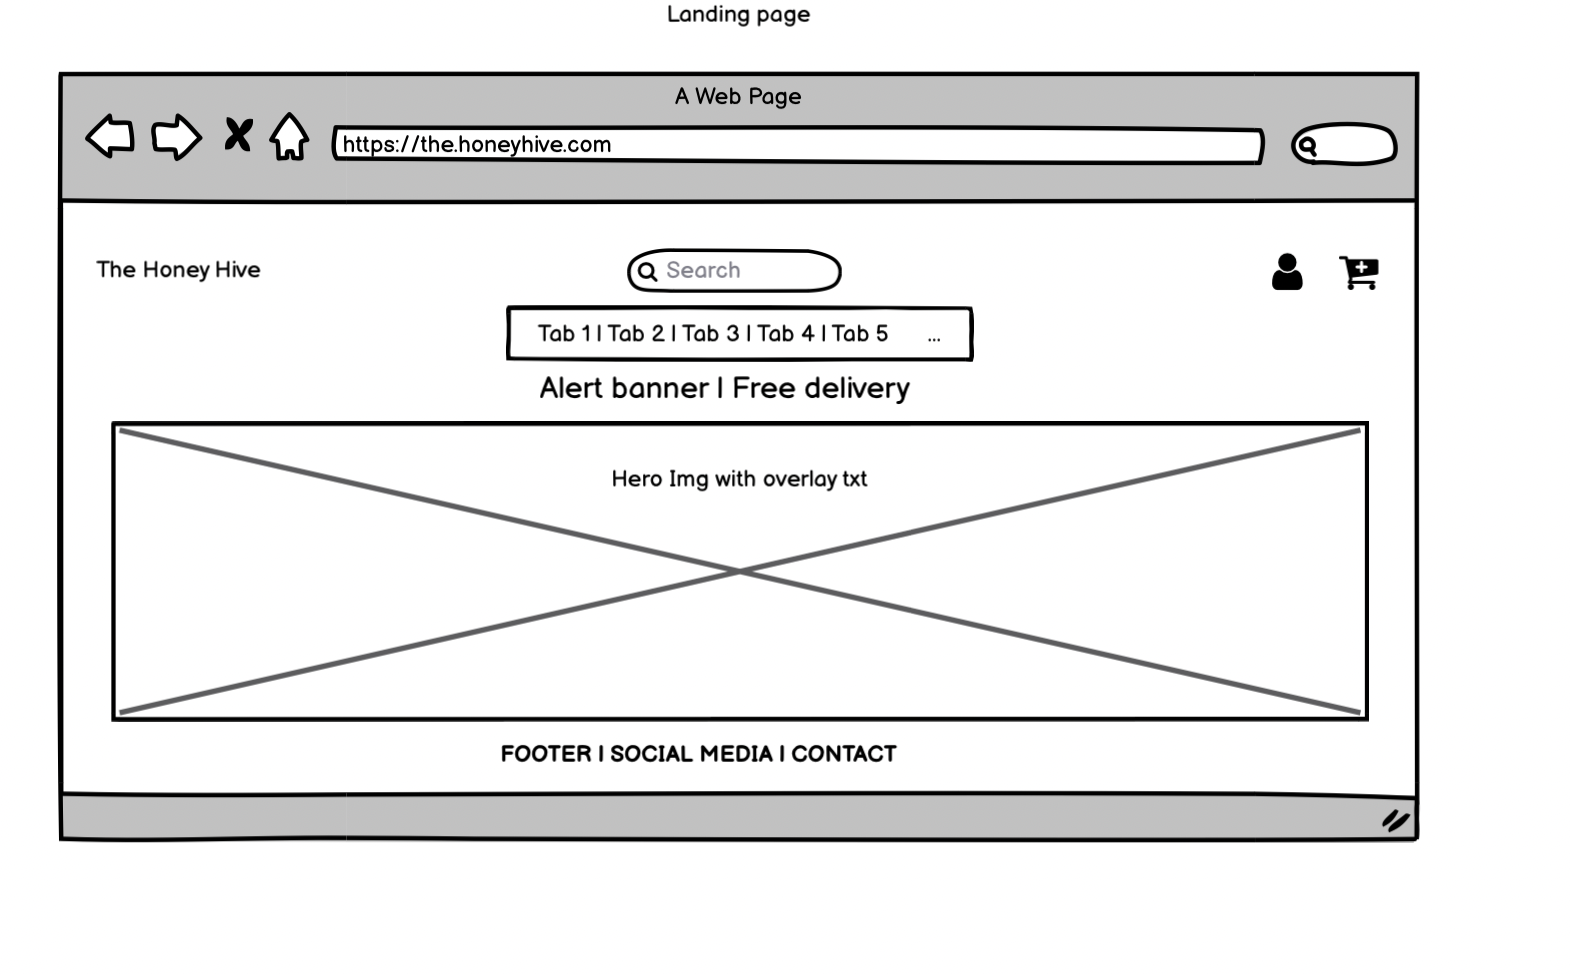 Landing page
A Web Page
https://the.honeyhive.com
The Honey Hive
Search
Tab 1 | Tab 2 | Tab 3 | Tab 4 | Tab 5 ...
Alert banner | Free delivery
Hero Img with overlay txt
FOOTER | SOCIAL MEDIA | CONTACT